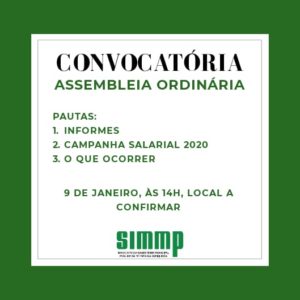 CONVOCATÓRIA
ASSEMBLEIA ORDINÁRIA
PAUTAS:
1. INFORMES
2. CAMPANHA SALARIAL 2020
3. O QUE OCORRER
9 DE JANEIRO, ÀS 14H, LOCAL A
CONFIRMAR
SIMMP